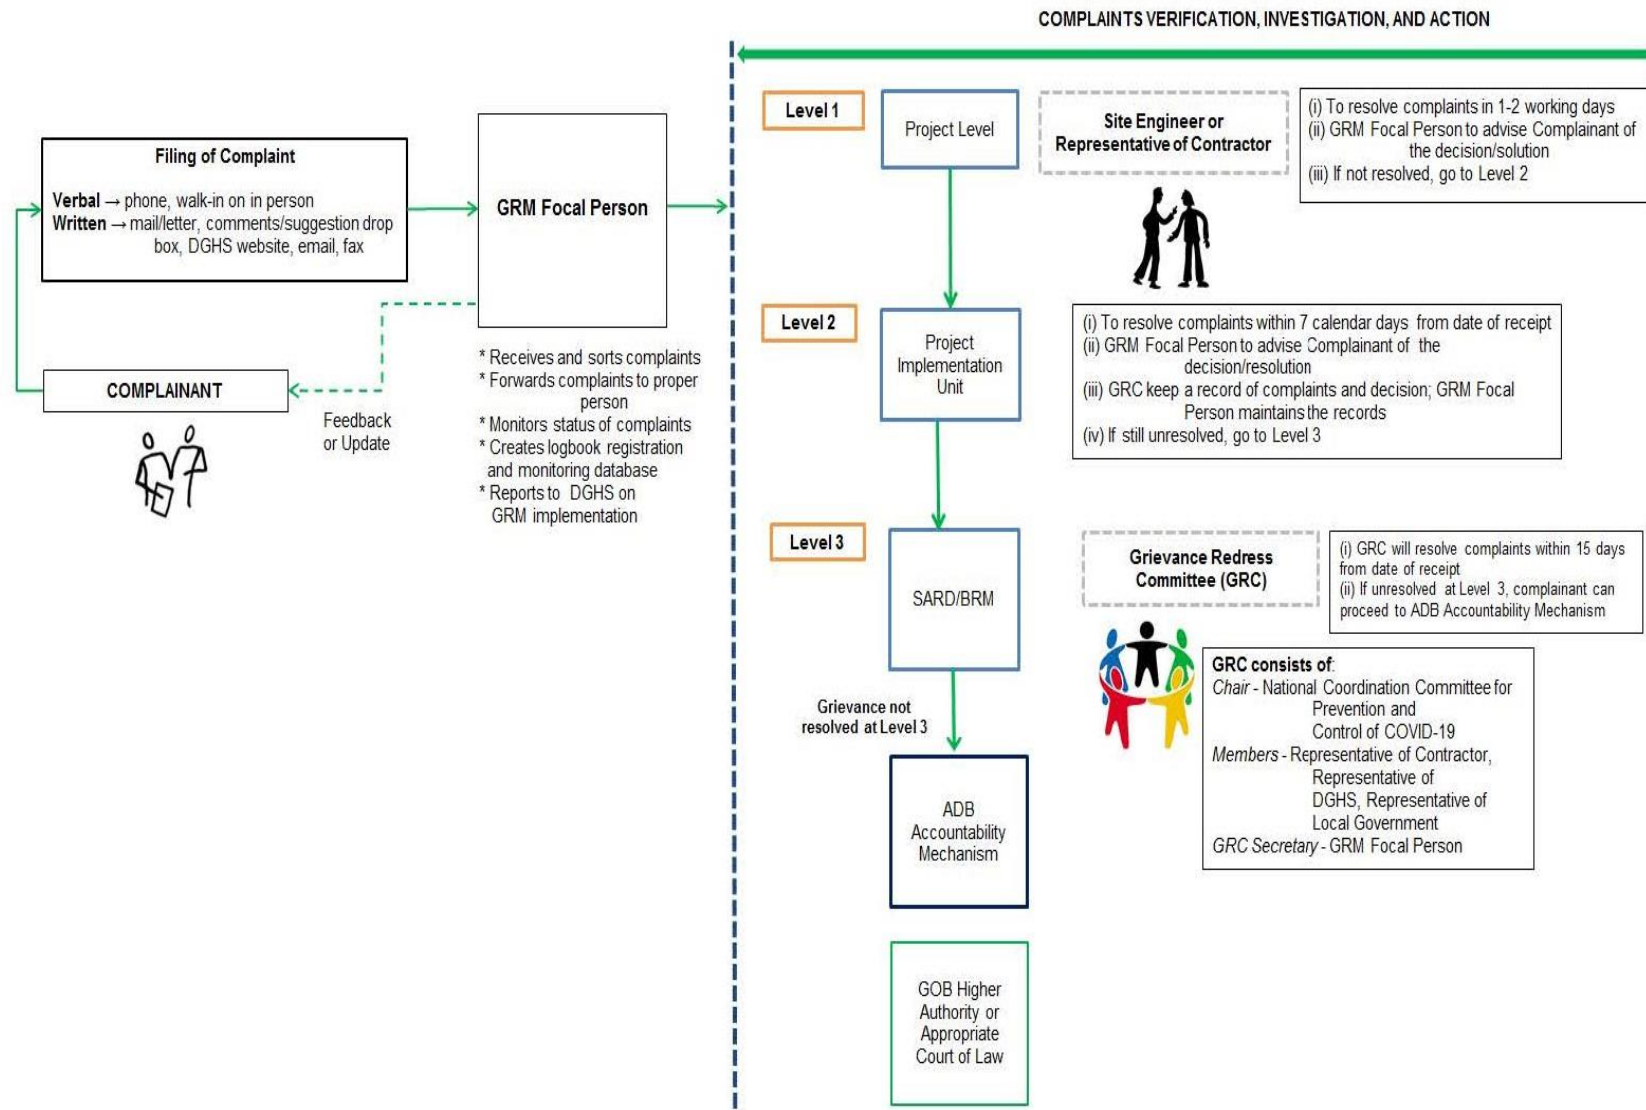 COMPLAINTS VERIFICATION, INVESTIGATION, AND ACTION
Filing of Complaint
Verbal → phone, walk-in on in person
Written → mail/letter, comments/suggestion drop
box, DGHS website, email, fax
COMPLAINANT
Feedback
or Update
GRM Focal Person
* Receives and sorts complaints
* Forwards complaints to proper
person
* Monitors status of complaints
* Creates logbook registration
and monitoring database
* Reports to DGHS on
GRM implementation
Level 1
Project Level
Site Engineer or
Representative of Contractor
(i) To resolve complaints in 1-2 working days
(ii) GRM Focal Person to advise Complainant of
the decision/solution
(iii) If not resolved, go to Level 2
Level 2
Project
Implementation
Unit
(i) To resolve complaints within 7 calendar days from date of receipt
(ii) GRM Focal Person to advise Complainant of the
decision/resolution
(iii) GRC keep a record of complaints and decision; GRM Focal
Person maintains the records
(iv) If still unresolved, go to Level 3
Level 3
SARD/BRM
Grievance Redress
Committee (GRC)
(i) GRC will resolve complaints within 15 days
from date of receipt
(ii) If unresolved at Level 3, complainant can
proceed to ADB Accountability Mechanism
GRC consists of:
Chair - National Coordination Committee for
Prevention and
Control of COVID-19
Members - Representative of Contractor,
Representative of
DGHS, Representative of
Local Government
GRC Secretary - GRM Focal Person
Grievance not
resolved at Level 3
ADB
Accountability
Mechanism
GOB Higher
Authority or
Appropriate
Court of Law